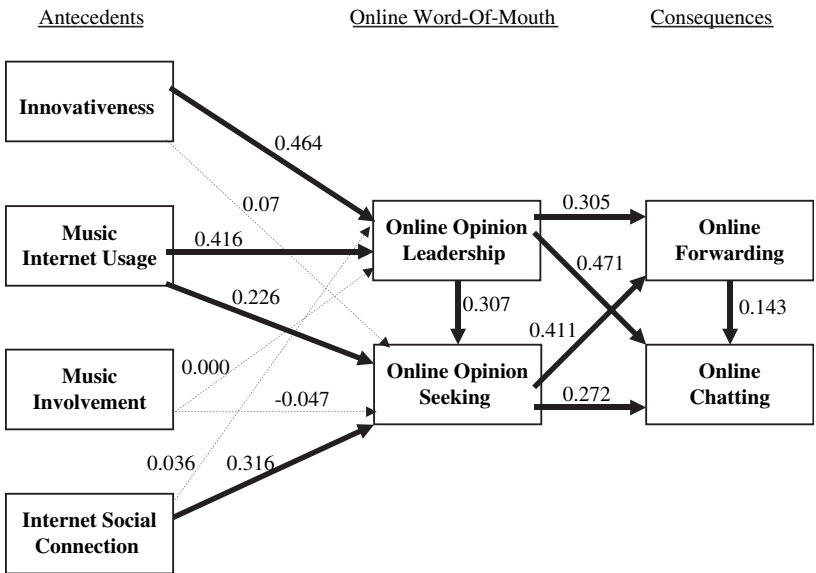 Antecedents
Online Word-Of-Mouth
Consequences
Innovativeness
0.464
0.07
Music
Internet Usage
0.416
0.226
Online Opinion
Leadership
0.305
0.471
Online
Forwarding
0.307
0.411
0.143
Music
Involvement
0.000
-0.047
Online Opinion
Seeking
0.272
Online
Chatting
0.036
0.316
Internet Social
Connection